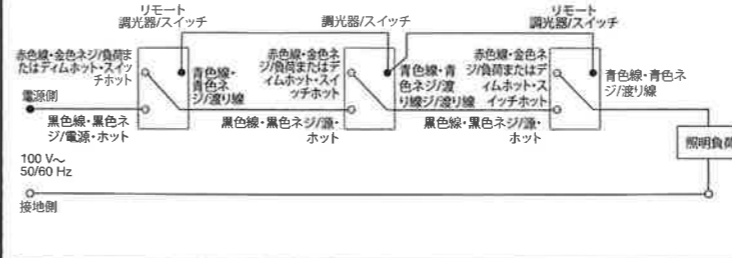 リモート
調光器/スイッチ
調光器/スイッチ
リモート
調光器/スイッチ
赤色線・金色ネジ/負荷ま
たはディムホット・スイッ
チホット
青色線・
青色ネ
ジ/渡り線
赤色線・金色ネ
ジ/負荷またはデ
ィムホット・スイ
ッチホット
青色線・青
色ネジ/渡
り線ジ/渡り線
赤色線・金色ネ
ジ/負荷またはデ
ィムホット・ス
イッチホット
青色線・青色ネ
ジ/渡り線
電源側
黒色線・黒色ネ
ジ/電源・ホット
黒色線・黒色ネジ/源・
ホット
黒色線・黒色ネジ/源・
ホット
照明負荷
100 V～
50/60 Hz
接地側